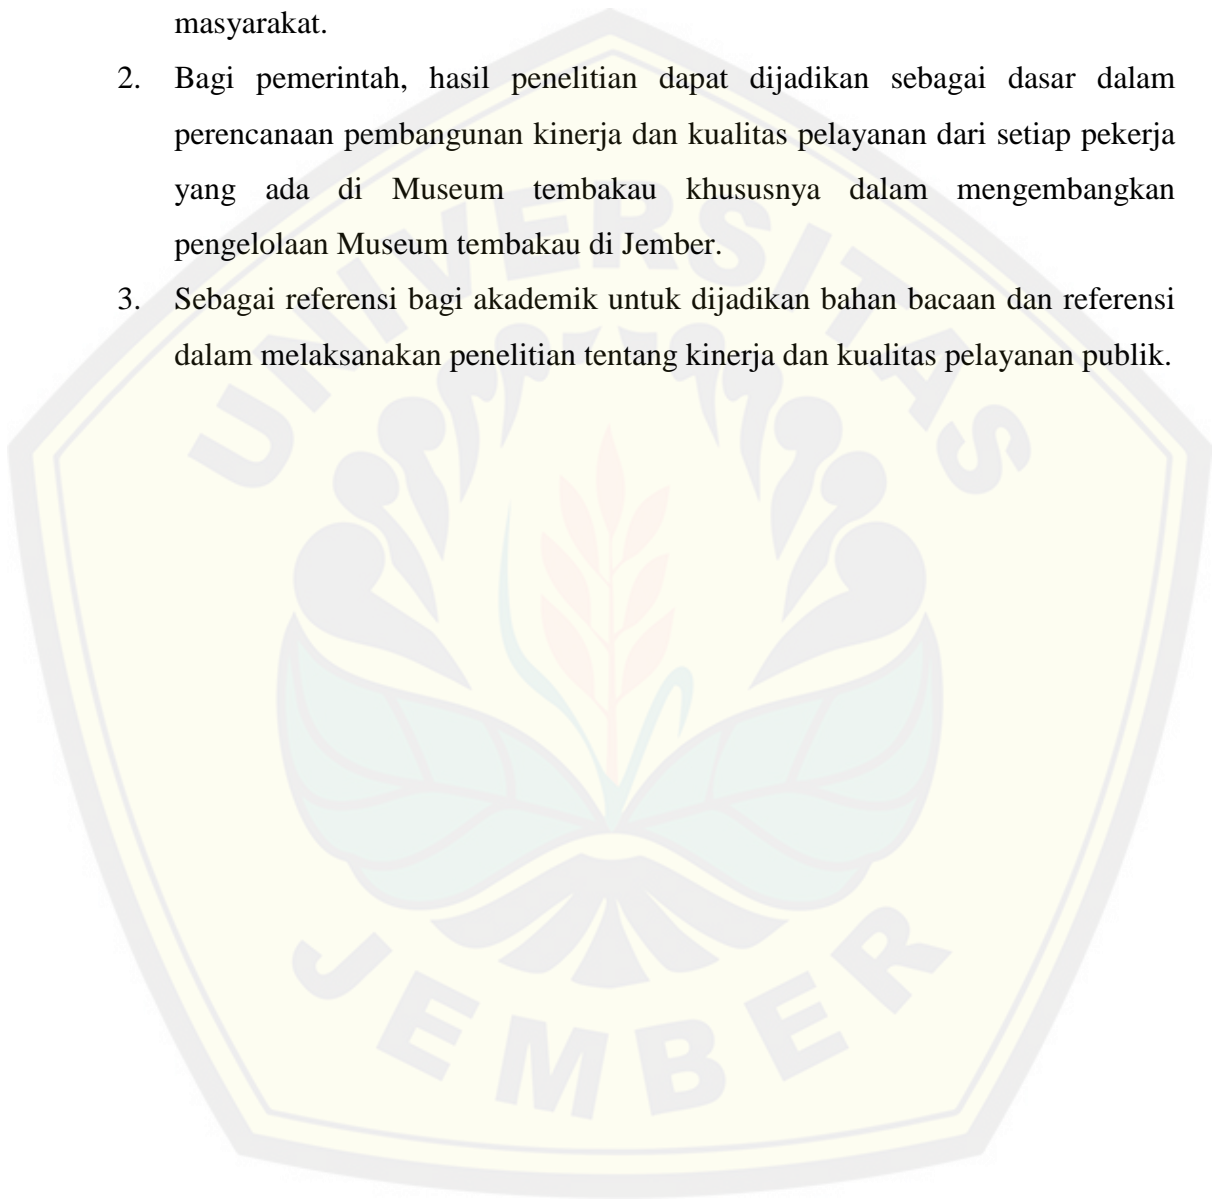 masyarakat.
2. Bagi pemerintah, hasil penelitian dapat dijadikan sebagai dasar dalam
perencanaan pembangunan kinerja dan kualitas pelayanan dari setiap pekerja
yang ada di Museum tembakau khususnya dalam mengembangkan
pengelolaan Museum tembakau di Jember.
3. Sebagai referensi bagi akademik untuk dijadikan bahan bacaan dan referensi
dalam melaksanakan penelitian tentang kinerja dan kualitas pelayanan publik.
UNIVERSITAS
JEMBER